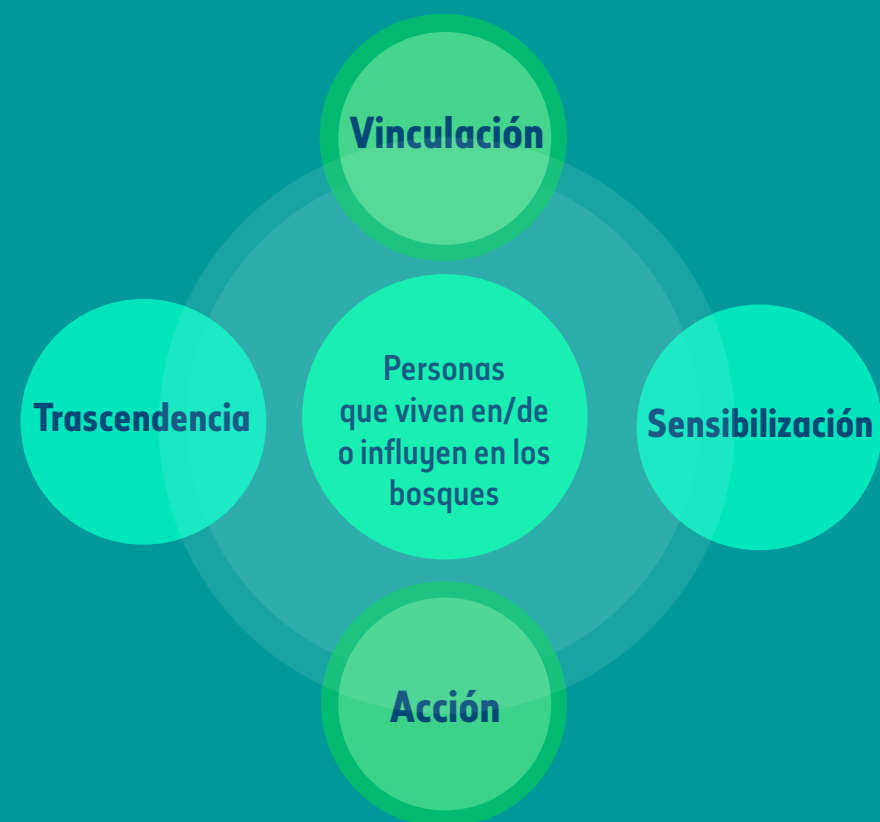 Vinculación
Trascendencia
Personas
que viven en/de
o influyen en los
bosques
Sensibilización
Acción